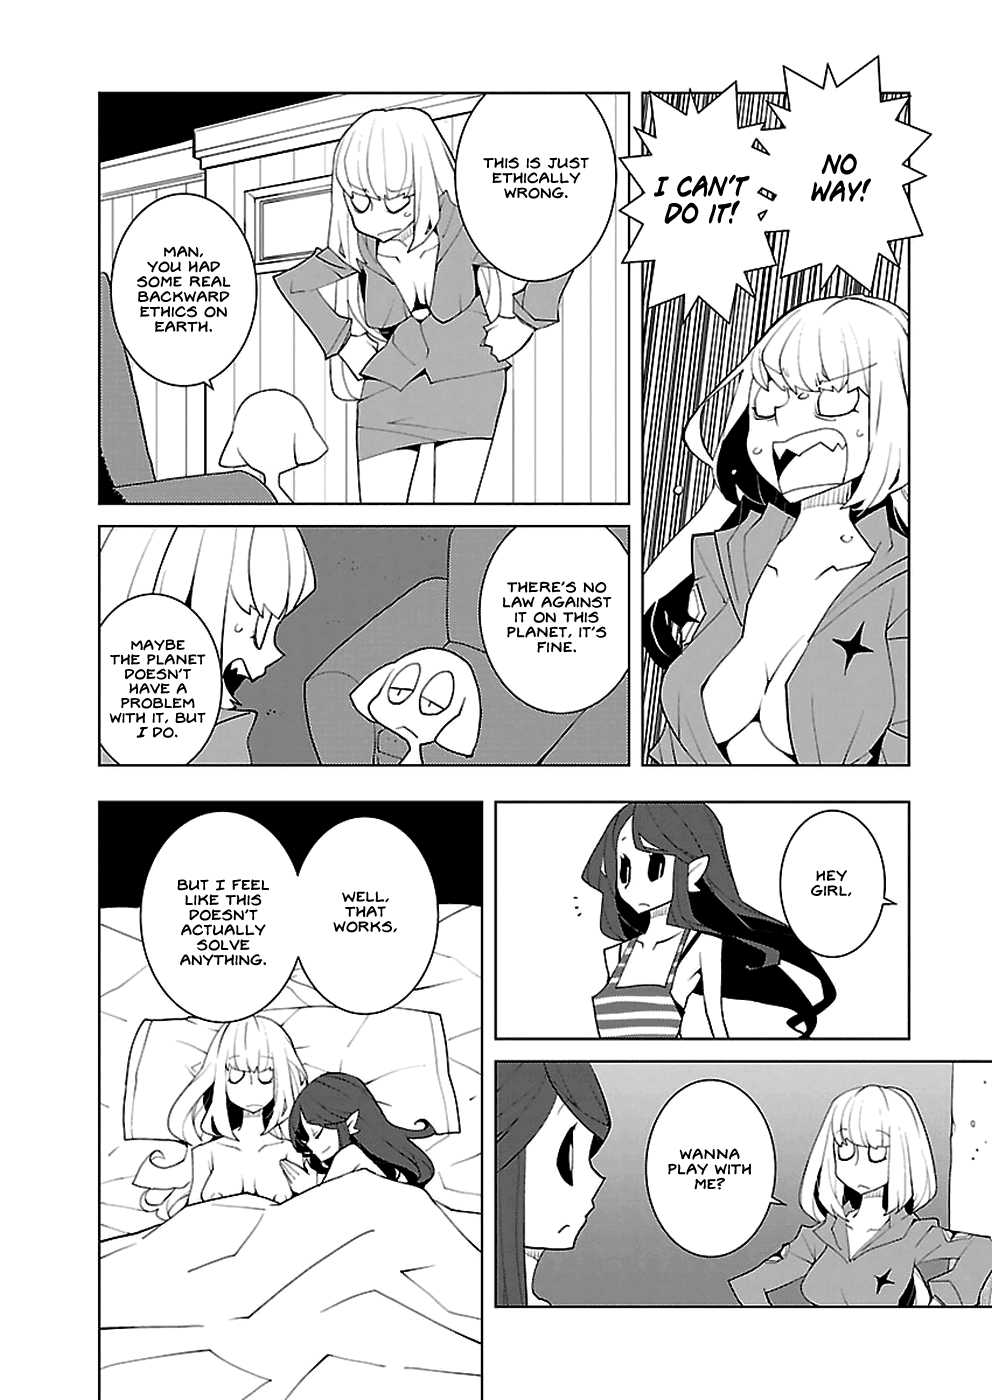 NO
WAY!
I CAN'T
DO IT!
THIS IS JUST
ETHICALLY
WRONG.
MAN,
YOU HAD
SOME REAL
BACKWARD
ETHICS ON
EARTH.
THERE'S NO
LAW AGAINST
IT ON THIS
PLANET, IT'S
FINE.
MAYBE
THE PLANET
DOESN'T
HAVE A
PROBLEM
WITH IT, BUT
I DO.
HEY
GIRL,
WANNA
PLAY WITH
ME?
WELL,
THAT
WORKS,
BUT I FEEL
LIKE THIS
DOESN'T
ACTUALLY
SOLVE
ANYTHING.